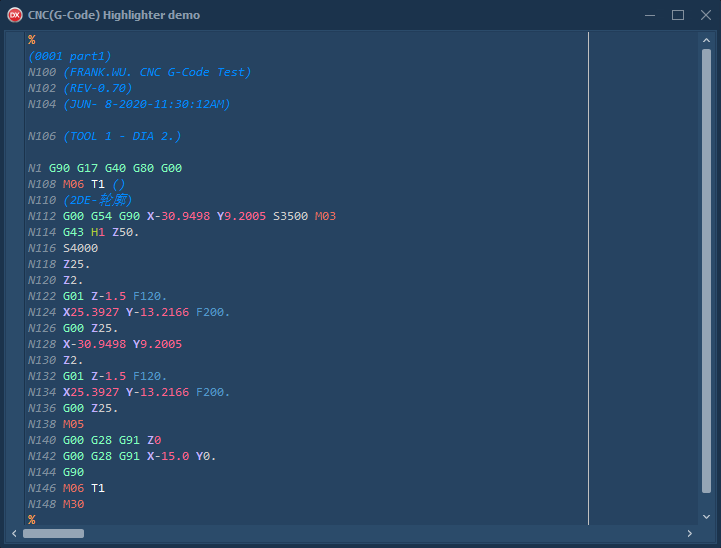 DX CNC(G-Code) Highlighter demo
%
(0001 part1)
N100 (FRANK.WU. CNC G-Code Test)
N102 (REV-0.70)
N104 (JUN- 8-2020-11:30:12AM)
N106 (TOOL 1 - DIA 2.)
N1 G90 G17 G40 G80 G00
N108 M06 T1 ()
N110 (2DE-轮廓)
N112 G00 G54 G90 X-30.9498 Y9.2005 S3500 M03
N114 G43 H1 Z50.
N116 S4000
N118 Z25.
N120 Z2.
N122 G01 Z-1.5 F120.
N124 X25.3927 Y-13.2166 F200.
N126 G00 Z25.
N128 X-30.9498 Y9.2005
N130 Z2.
N132 G01 Z-1.5 F120.
N134 X25.3927 Y-13.2166 F200.
N136 G00 Z25.
N138 M05
N140 G00 G28 G91 Z0
N142 G00 G28 G91 X-15.0 Y0.
N144 G90
N146 M06 T1
N148 M30
%